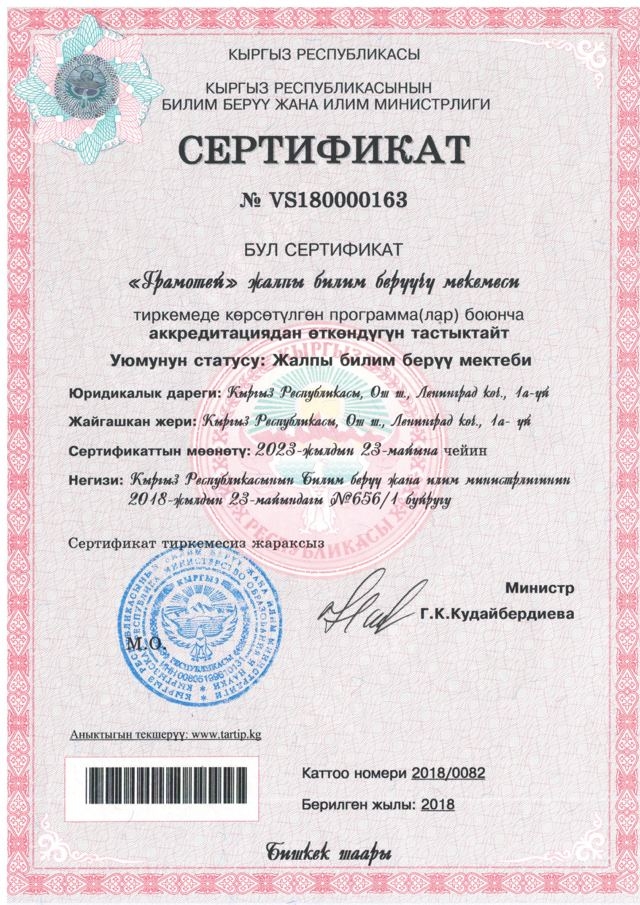 КЫРГЫЗ РЕСПУБЛИКАСЫ
КЫРГЫЗ РЕСПУБЛИКАСЫНЫН
БИЛИМ БЕРҮҮ ЖАНА ИЛИМ МИНИСТРЛИГИ
СЕРТИФИКАТ
№ VS180000163
БУЛ СЕРТИФИКАТ
«Грамотей» жалпы билим берүүчү мекемеси
тиркемеде көрсөтүлгөн программа(лар) боюнча
аккредитациядан өткөндүгүн тастыктайт
Уюмунун статусу: Жалпы билим берүү мектеби
Юридикалык дареги: Кыргыз Республикасы, Ош ш., Ленинград көч., 1а-үй
Жайгашкан жери: Кыргыз Республикасы, Ош ш., Ленинград көч., 1а- үй
Сертификаттын мөөнөтү: 2023-жылдын 23-майына чейин
Негизи: Кыргыз Республикасынын Билим берүү жана илим министрлигинин
2018-жылдын 23-майындагы №656/1 буйругу
КЫРГЫЗ
РЕСПУБЛИКАСЫ
Сертификат тиркемесиз жараксыз
Министр
Г.К.Кудайбердиева
М.О.
КЫРГЫЗ
РЕСПУБЛИКАСЫ
Аныктыгын текшерүү: www.tartip.kg
Каттоо номери 2018/0082
Берилген жылы: 2018
Бишкек шаары